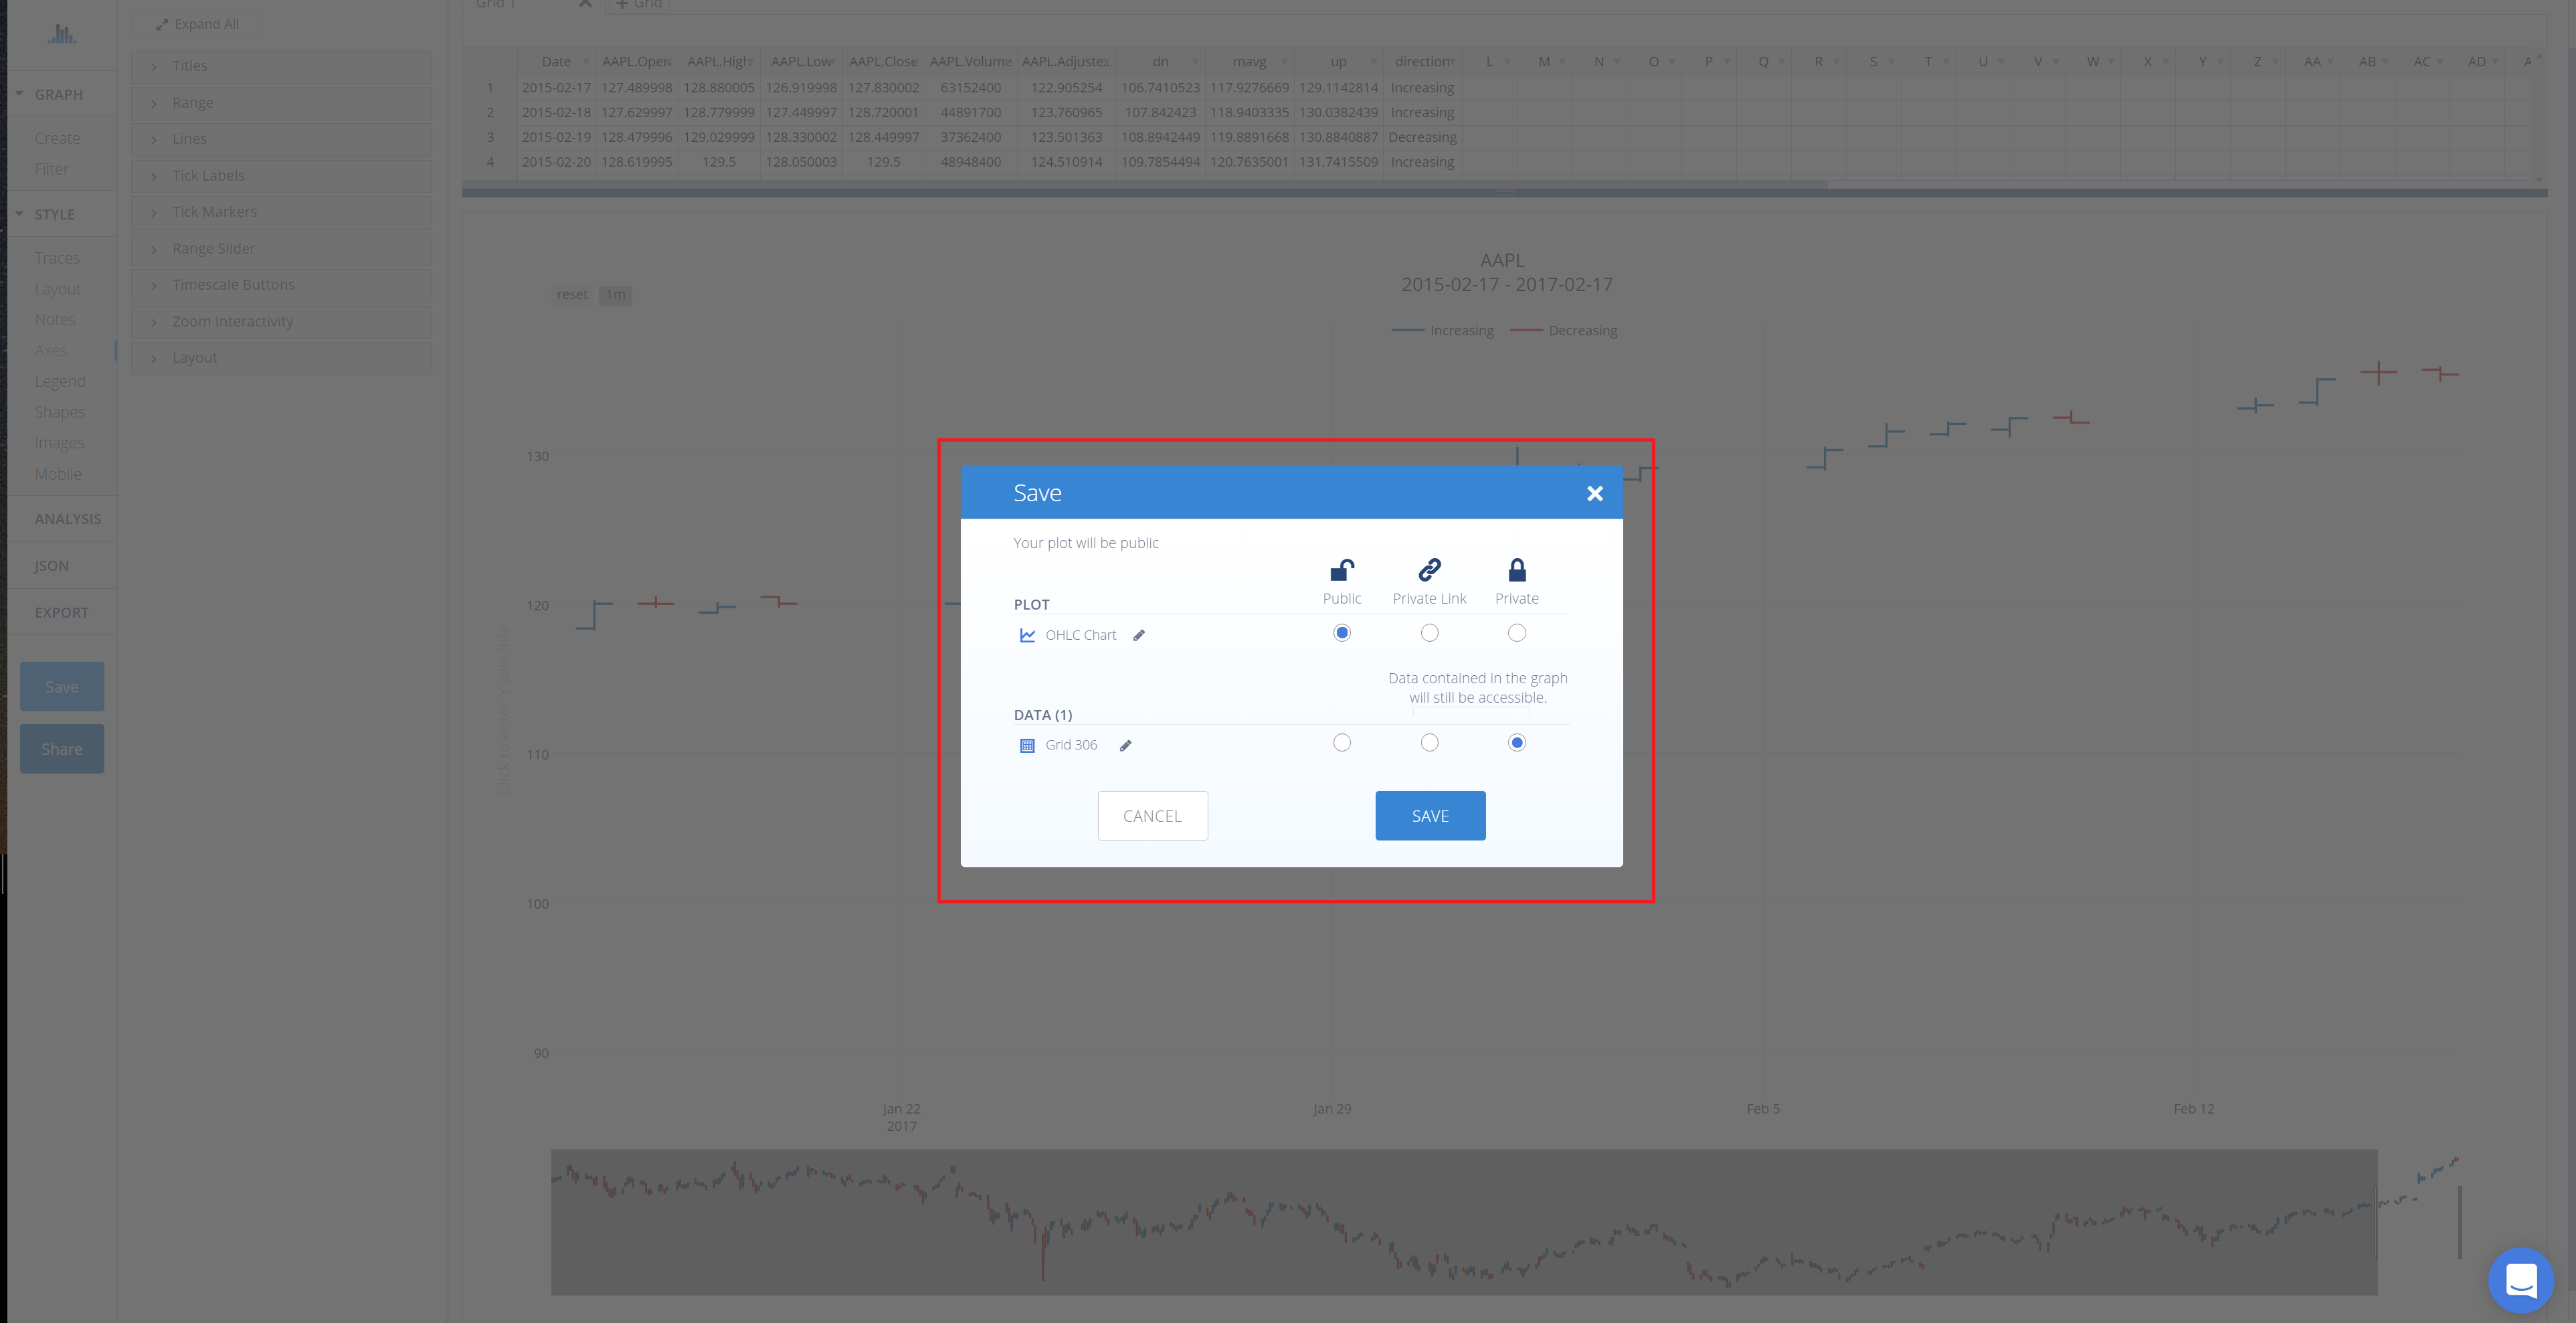 Grid 1 + Grid
Expand All
Titles
Range
Lines
Tick Labels
Tick Markers
Range Slider
Timescale Buttons
Zoom Interactivity
Layout
GRAPH
Create
Filter
STYLE
Traces
Layout
Notes
Axes
Legend
Shapes
Images
Mobile
ANALYSIS
JSON
EXPORT
Save
Share
Date AAPL.Open AAPL.High AAPL.Low AAPL.Close AAPL.Volume AAPL.Adjuste dn mavg up direction L M N O P Q R S T U V W X Y Z AA AB AC AD A
1 2015-02-17 127.489998 128.880005 126.919998 127.830002 63152400 122.905254 106.7410523 117.9276669 129.1142814 Increasing
2 2015-02-18 127.629997 128.779999 127.449997 128.720001 44891700 123.760965 107.842423 118.9403335 130.0382439 Increasing
3 2015-02-19 128.479996 129.029999 128.330002 128.449997 37362400 123.501363 108.8942449 119.8891668 130.8840887 Decreasing
4 2015-02-20 128.619995 129.5 128.050003 129.5 48948400 124.510914 109.7854494 120.7635001 131.7415509 Increasing
AAPL
2015-02-17 - 2017-02-17
reset 1m
Increasing Decreasing
Click to enter Y axis title
130
120
110
100
90
Save
Your plot will be public
Public Private Link Private
PLOT
OHLC Chart
Data contained in the graph
will still be accessible.
DATA (1)
Grid 306
CANCEL SAVE
Jan 22 Jan 29 Feb 5 Feb 12
2017